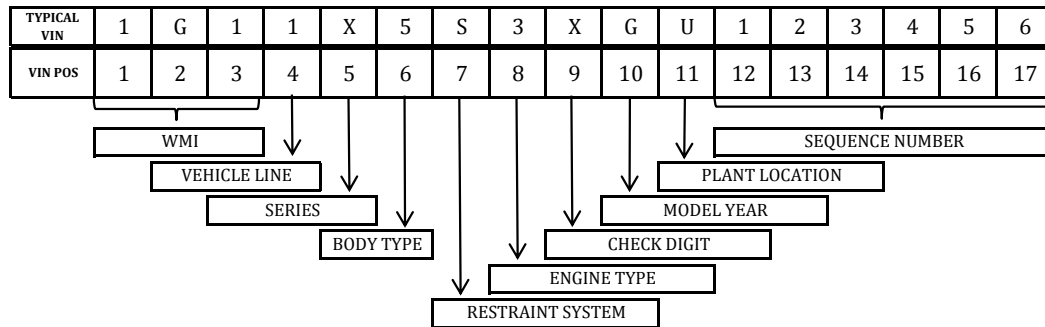 TYPICAL VIN 1 G 1 1 X 5 S 3 X G U 1 2 3 4 5 6
VIN POS 1 2 3 4 5 6 7 8 9 10 11 12 13 14 15 16 17
WMI SEQUENCE NUMBER
VEHICLE LINE PLANT LOCATION
SERIES MODEL YEAR
BODY TYPE CHECK DIGIT
ENGINE TYPE
RESTRAINT SYSTEM